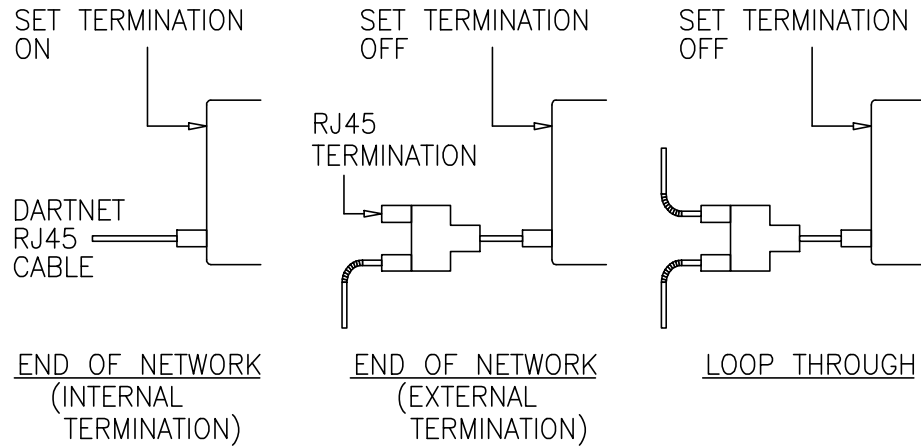 SET TERMINATION
ON
DARTNET
RJ45
CABLE
END OF NETWORK
(INTERNAL
TERMINATION)
SET TERMINATION
OFF
RJ45
TERMINATION
END OF NETWORK
(EXTERNAL
TERMINATION)
SET TERMINATION
OFF
LOOP THROUGH